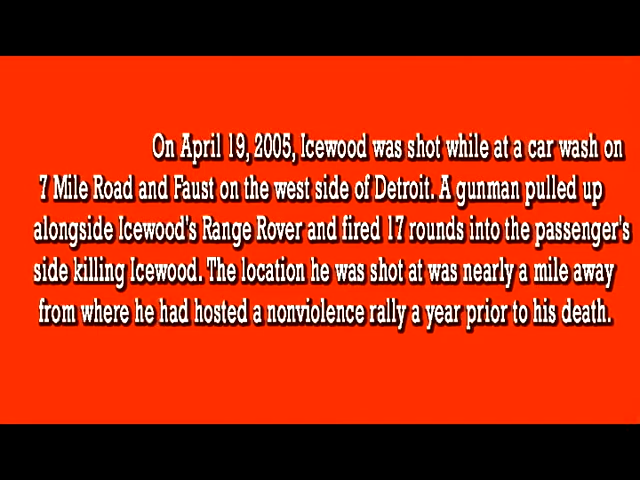 On April 19, 2005, Icewood was shot while at a car wash on
7 Mile Road and Faust on the west side of Detroit. A gunman pulled up
alongside Icewood's Range Rover and fired 17 rounds into the passenger's
side killing Icewood. The location he was shot at was nearly a mile away
from where he had hosted a nonviolence rally a year prior to his death.